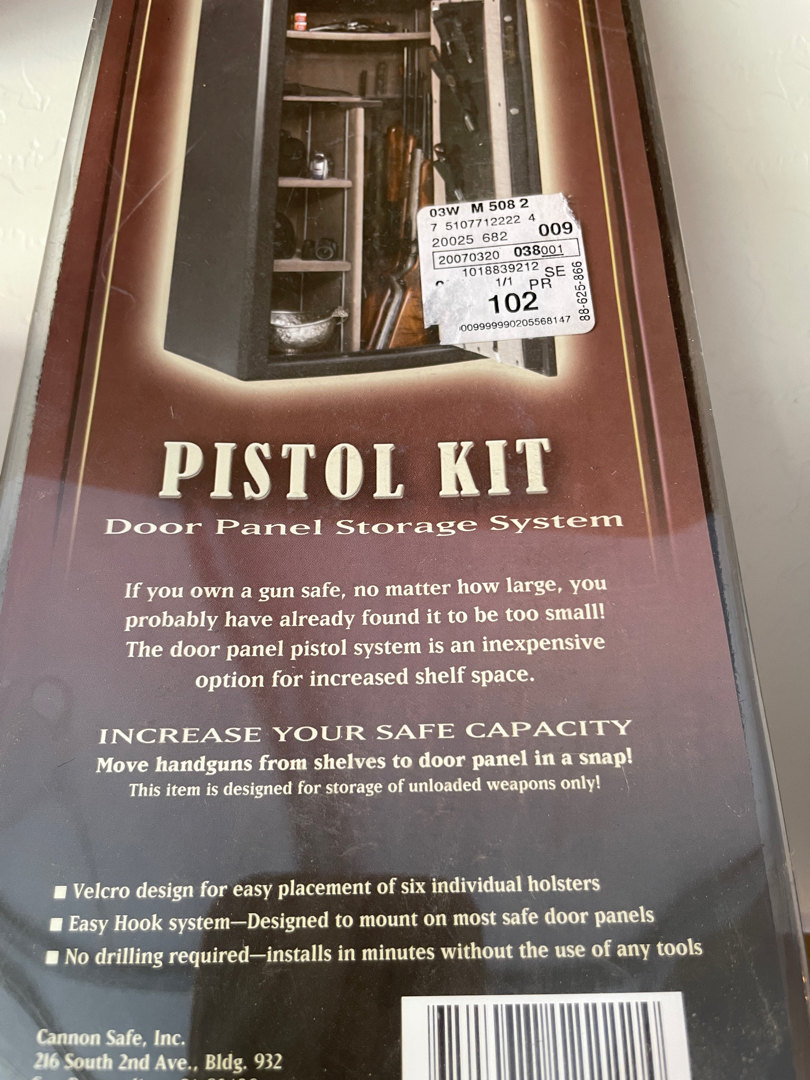 03W M 508 2
7 5107712222 4
20025 682 009
20070320 038001
1018839212 SE
1/1 PR
102
88-625-866
009999990205568147
PISTOL KIT
Door Panel Storage System
If you own a gun safe, no matter how large, you
probably have already found it to be too small!
The door panel pistol system is an inexpensive
option for increased shelf space.
INCREASE YOUR SAFE CAPACITY
Move handguns from shelves to door panel in a snap!
This item is designed for storage of unloaded weapons only!
■ Velcro design for easy placement of six individual holsters
■ Easy Hook system—Designed to mount on most safe door panels
■ No drilling required—installs in minutes without the use of any tools
Cannon Safe, Inc.
216 South 2nd Ave., Bldg. 932